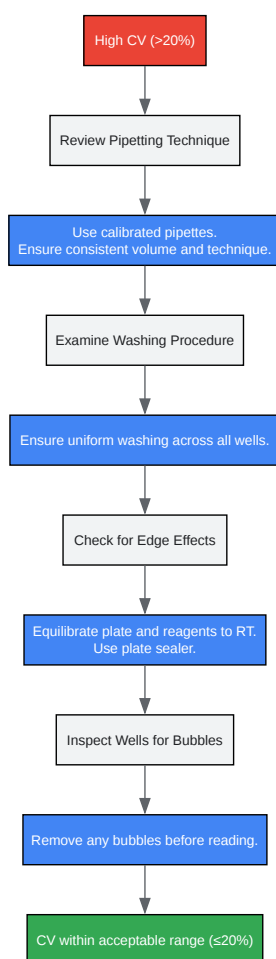 High CV (>20%)
Review Pipetting Technique
Use calibrated pipettes.
Ensure consistent volume and technique.
Examine Washing Procedure
Ensure uniform washing across all wells.
Check for Edge Effects
Equilibrate plate and reagents to RT.
Use plate sealer.
Inspect Wells for Bubbles
Remove any bubbles before reading.
CV within acceptable range (≤20%)